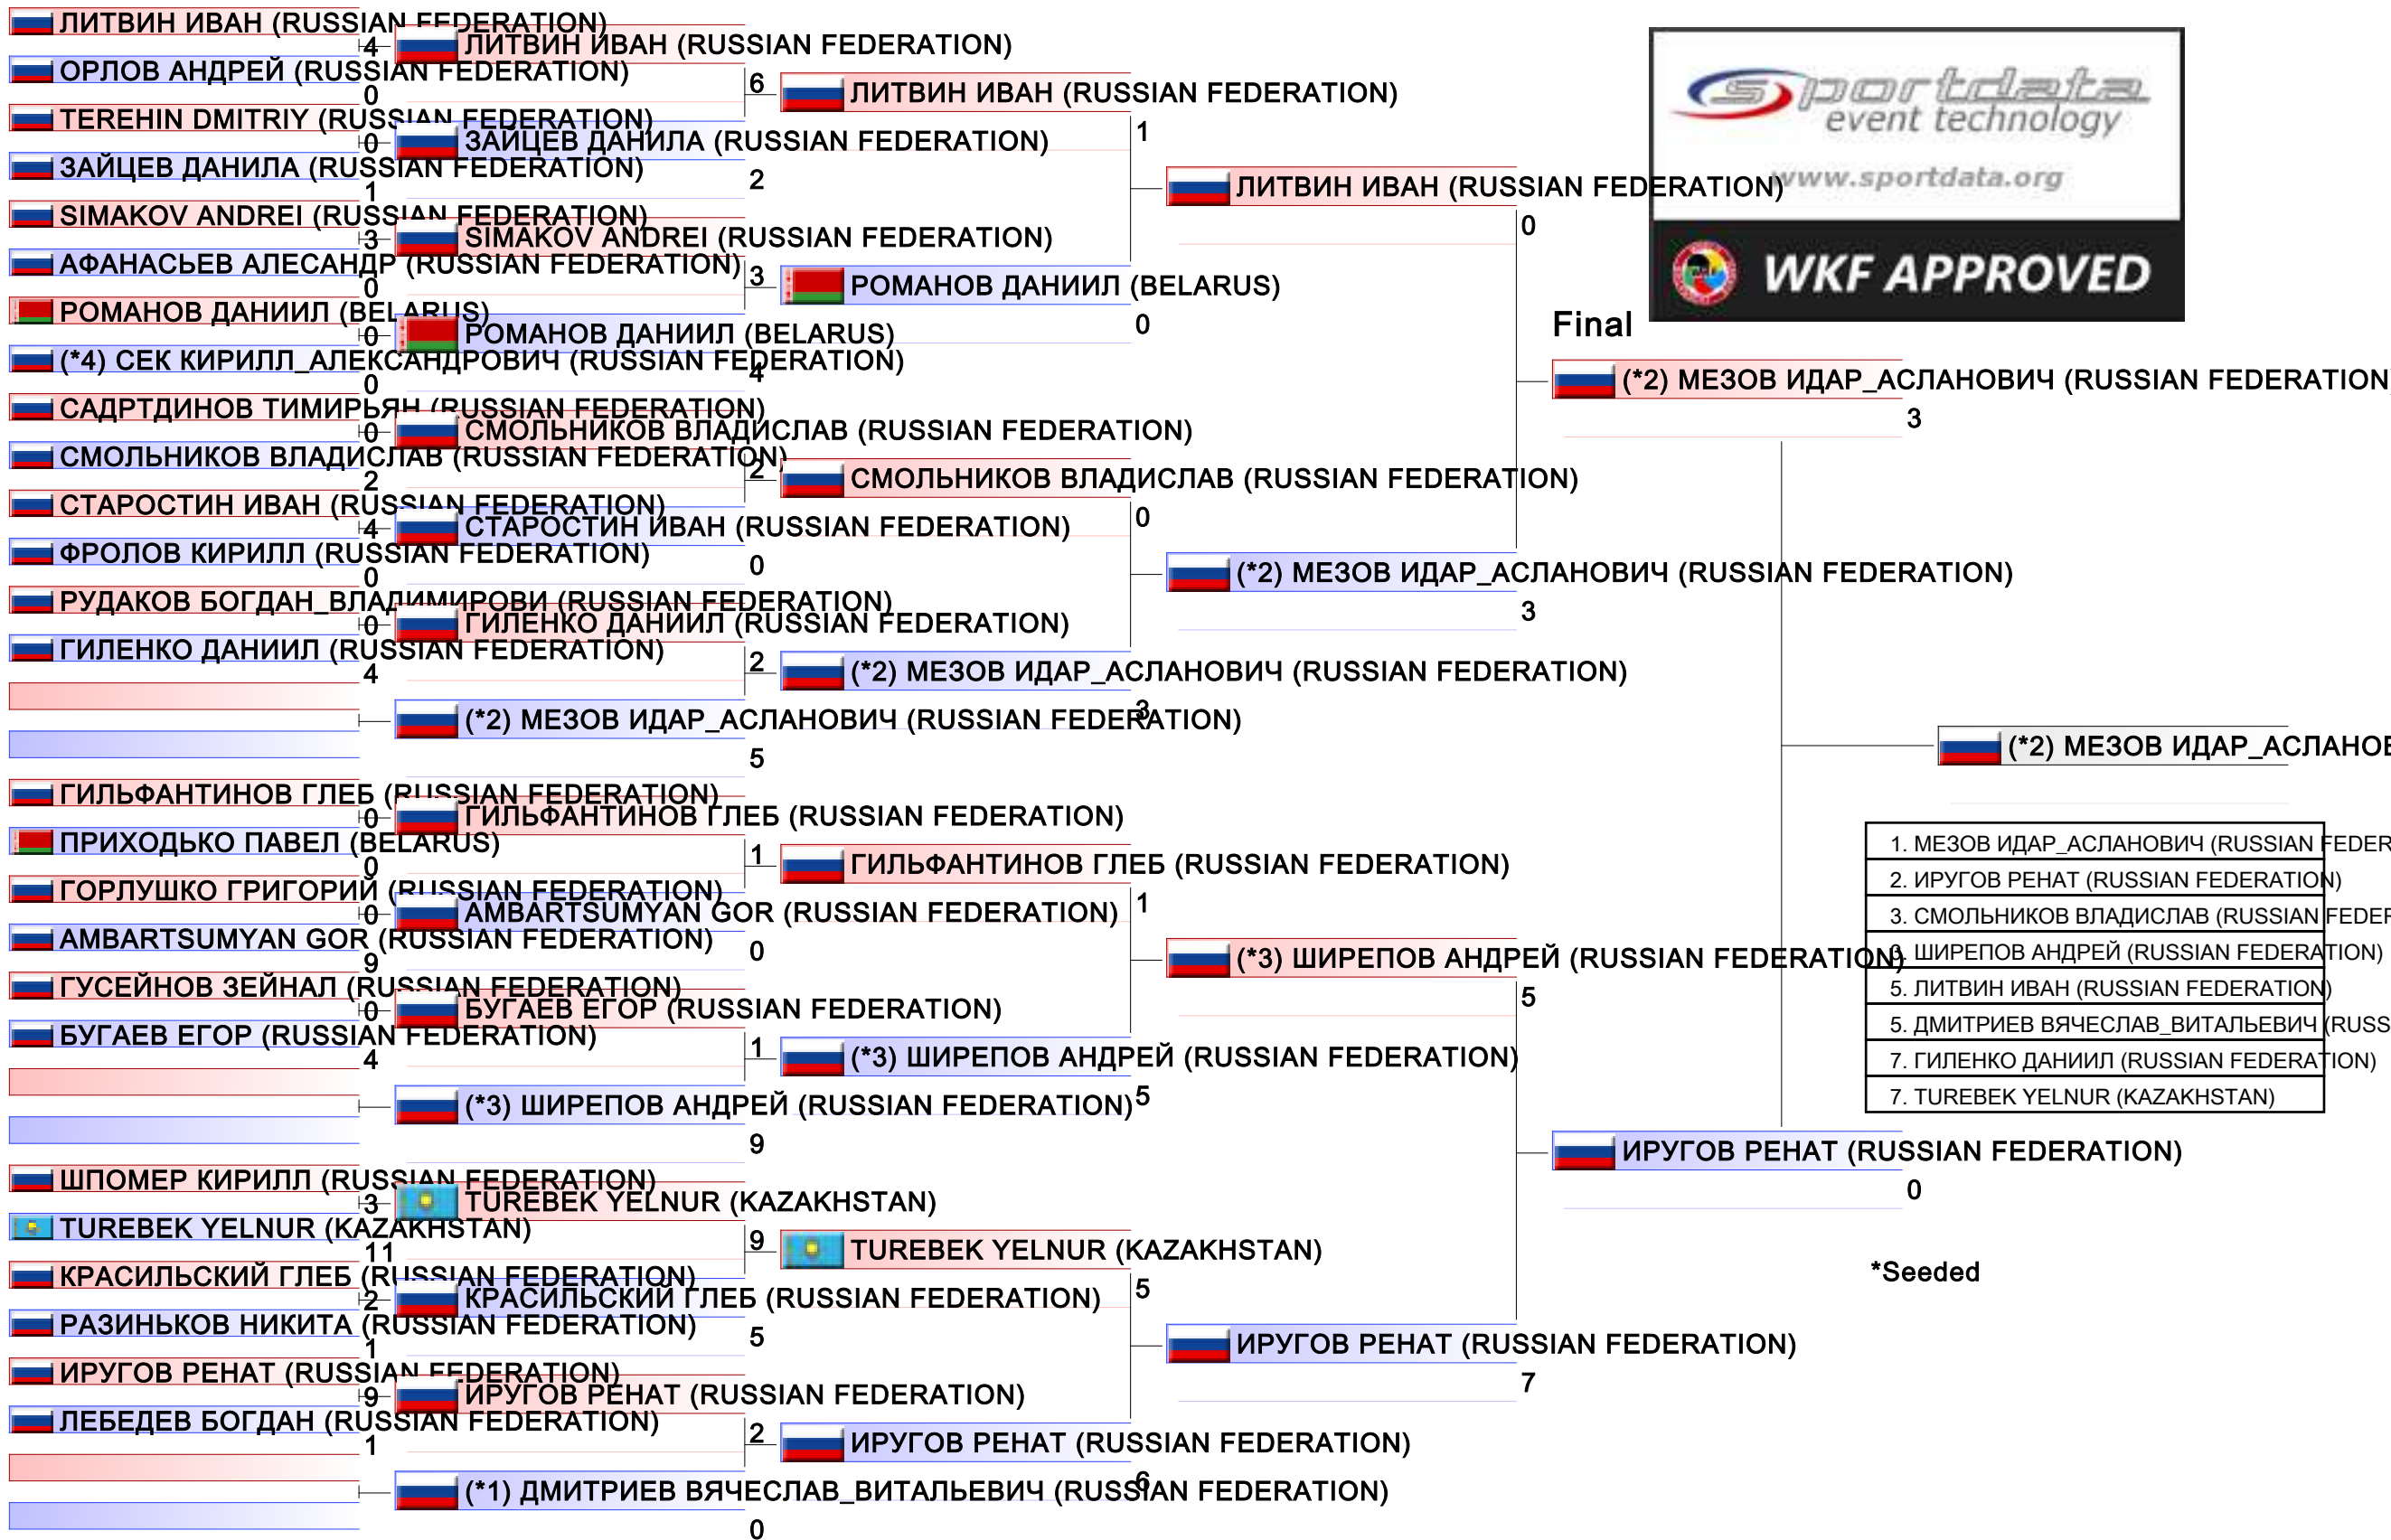 ЛИТВИН ИВАН (RUSSIAN FEDERATION)
4
ОРЛОВ АНДРЕЙ (RUSSIAN FEDERATION)
0
TEREHIN DMITRIY (RUSSIAN FEDERATION)
0
ЗАЙЦЕВ ДАНИЛА (RUSSIAN FEDERATION)
1
SIMAKOV ANDREI (RUSSIAN FEDERATION)
3
АФАНАСЬЕВ АЛЕСАНДР (RUSSIAN FEDERATION)
0
РОМАНОВ ДАНИИЛ (BELARUS)
0
(*4) СЕК КИРИЛЛ_АЛЕКСАНДРОВИЧ (RUSSIAN FEDERATION)
0
САДРТДИНОВ ТИМИРЬЯН (RUSSIAN FEDERATION)
0
СМОЛЬНИКОВ ВЛАДИСЛАВ (RUSSIAN FEDERATION)
2
СТАРОСТИН ИВАН (RUSSIAN FEDERATION)
4
ФРОЛОВ КИРИЛЛ (RUSSIAN FEDERATION)
0
РУДАКОВ БОГДАН_ВЛАДИМИРОВИ (RUSSIAN FEDERATION)
0
ГИЛЕНКО ДАНИИЛ (RUSSIAN FEDERATION)
4
ГИЛЬФАНТИНОВ ГЛЕБ (RUSSIAN FEDERATION)
0
ПРИХОДЬКО ПАВЕЛ (BELARUS)
0
ГОРЛУШКО ГРИГОРИЙ (RUSSIAN FEDERATION)
0
AMBARTSUMYAN GOR (RUSSIAN FEDERATION)
9
ГУСЕЙНОВ ЗЕЙНАЛ (RUSSIAN FEDERATION)
0
БУГАЕВ ЕГОР (RUSSIAN FEDERATION)
4
ШПОМЕР КИРИЛЛ (RUSSIAN FEDERATION)
3
TUREBEK YELNUR (KAZAKHSTAN)
11
КРАСИЛЬСКИЙ ГЛЕБ (RUSSIAN FEDERATION)
2
РАЗИНЬКОВ НИКИТА (RUSSIAN FEDERATION)
1
ИРУГОВ РЕНАТ (RUSSIAN FEDERATION)
9
ЛЕБЕДЕВ БОГДАН (RUSSIAN FEDERATION)
1
ЛИТВИН ИВАН (RUSSIAN FEDERATION)
6
ЗАЙЦЕВ ДАНИЛА (RUSSIAN FEDERATION)
2
SIMAKOV ANDREI (RUSSIAN FEDERATION)
3
РОМАНОВ ДАНИИЛ (BELARUS)
4
СМОЛЬНИКОВ ВЛАДИСЛАВ (RUSSIAN FEDERATION)
2
СТАРОСТИН ИВАН (RUSSIAN FEDERATION)
0
ГИЛЕНКО ДАНИИЛ (RUSSIAN FEDERATION)
2
(*2) МЕЗОВ ИДАР_АСЛАНОВИЧ (RUSSIAN FEDERATION)
5
ГИЛЬФАНТИНОВ ГЛЕБ (RUSSIAN FEDERATION)
1
AMBARTSUMYAN GOR (RUSSIAN FEDERATION)
0
БУГАЕВ ЕГОР (RUSSIAN FEDERATION)
1
(*3) ШИРЕПОВ АНДРЕЙ (RUSSIAN FEDERATION)
9
TUREBEK YELNUR (KAZAKHSTAN)
9
КРАСИЛЬСКИЙ ГЛЕБ (RUSSIAN FEDERATION)
5
ИРУГОВ РЕНАТ (RUSSIAN FEDERATION)
2
(*1) ДМИТРИЕВ ВЯЧЕСЛАВ_ВИТАЛЬЕВИЧ (RUSSIAN FEDERATION)
0
ЛИТВИН ИВАН (RUSSIAN FEDERATION)
1
РОМАНОВ ДАНИИЛ (BELARUS)
0
СМОЛЬНИКОВ ВЛАДИСЛАВ (RUSSIAN FEDERATION)
0
(*2) МЕЗОВ ИДАР_АСЛАНОВИЧ (RUSSIAN FEDERATION)
3
ГИЛЬФАНТИНОВ ГЛЕБ (RUSSIAN FEDERATION)
1
(*3) ШИРЕПОВ АНДРЕЙ (RUSSIAN FEDERATION)
5
TUREBEK YELNUR (KAZAKHSTAN)
5
ИРУГОВ РЕНАТ (RUSSIAN FEDERATION)
6
ЛИТВИН ИВАН (RUSSIAN FEDERATION)
0
(*2) МЕЗОВ ИДАР_АСЛАНОВИЧ (RUSSIAN FEDERATION)
3
(*3) ШИРЕПОВ АНДРЕЙ (RUSSIAN FEDERATION)
5
ИРУГОВ РЕНАТ (RUSSIAN FEDERATION)
7
sportdata
event technology
www.sportdata.org
WKF APPROVED
Final
(*2) МЕЗОВ ИДАР_АСЛАНОВИЧ (RUSSIAN FEDERATION)
3
ИРУГОВ РЕНАТ (RUSSIAN FEDERATION)
0
(*2) МЕЗОВ ИДАР_АСЛАНОВ
1. МЕЗОВ ИДАР_АСЛАНОВИЧ (RUSSIAN FEDER
2. ИРУГОВ РЕНАТ (RUSSIAN FEDERATION)
3. СМОЛЬНИКОВ ВЛАДИСЛАВ (RUSSIAN FEDER
3. ШИРЕПОВ АНДРЕЙ (RUSSIAN FEDERATION)
5. ЛИТВИН ИВАН (RUSSIAN FEDERATION)
5. ДМИТРИЕВ ВЯЧЕСЛАВ_ВИТАЛЬЕВИЧ (RUSS
7. ГИЛЕНКО ДАНИИЛ (RUSSIAN FEDERATION)
7. TUREBEK YELNUR (KAZAKHSTAN)
*Seeded